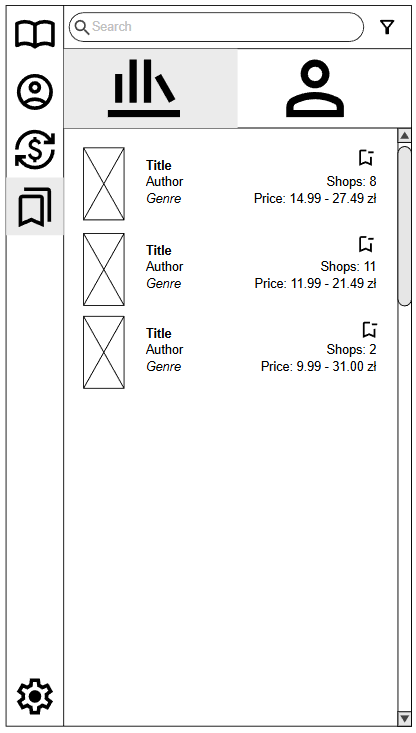 Search
Title
Author
Shops: 8
Genre
Price: 14.99 - 27.49 zł
Title
Author
Shops: 11
Genre
Price: 11.99 - 21.49 zł
Title
Author
Shops: 2
Genre
Price: 9.99 - 31.00 zł